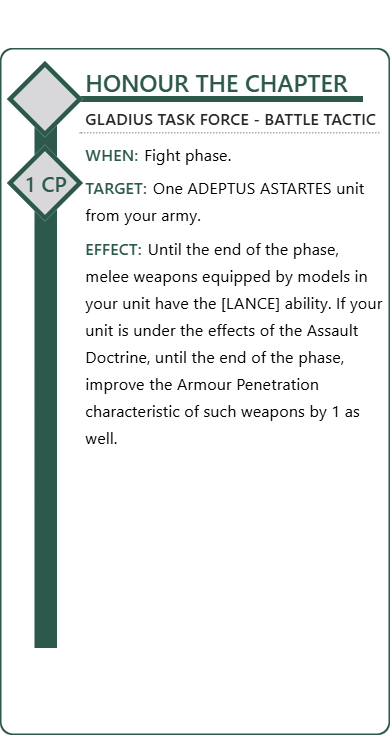 HONOUR THE CHAPTER
GLADIUS TASK FORCE - BATTLE TACTIC
WHEN: Fight phase.
1 CP
TARGET: One ADEPTUS ASTARTES unit
from your army.
EFFECT: Until the end of the phase,
melee weapons equipped by models in
your unit have the [LANCE] ability. If your
unit is under the effects of the Assault
Doctrine, until the end of the phase,
improve the Armour Penetration
characteristic of such weapons by 1 as
well.